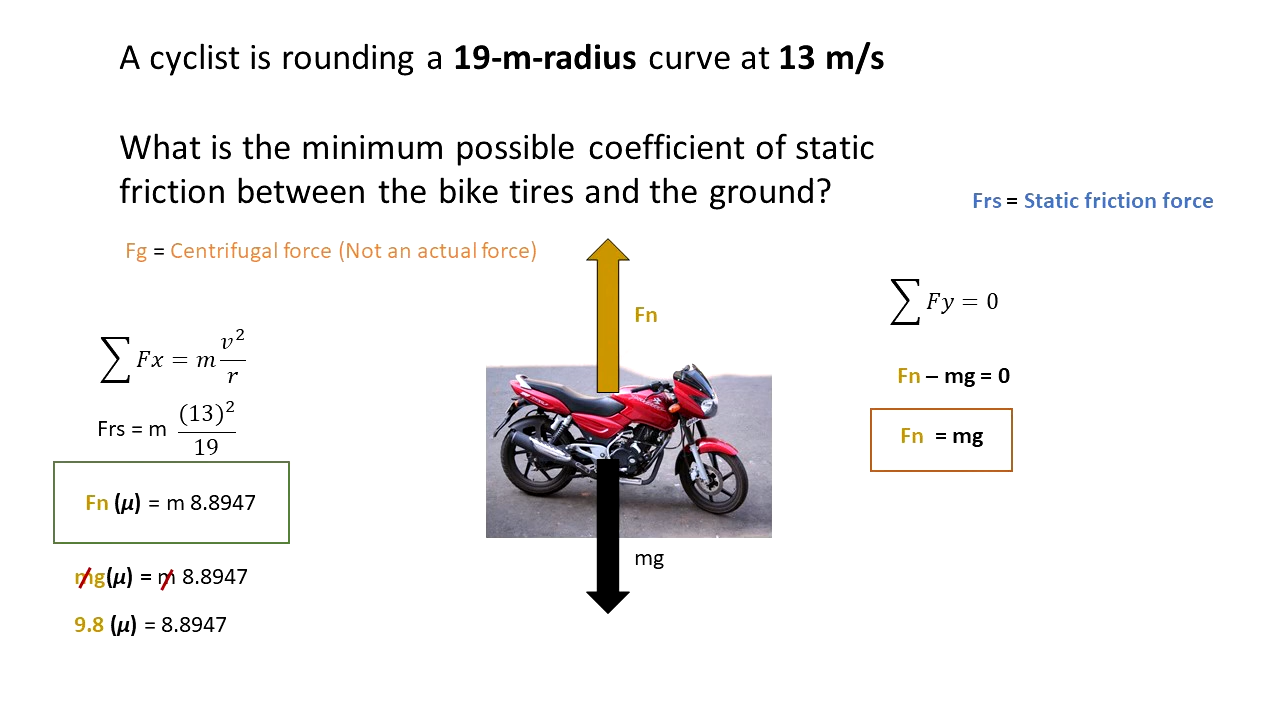 A cyclist is rounding a 19-m-radius curve at 13 m/s
What is the minimum possible coefficient of static
friction between the bike tires and the ground?
Frs = Static friction force
Fg = Centrifugal force (Not an actual force)
Fn
∑ Fy = 0
∑ Fx = m v²/r
Fn – mg = 0
Frs = m (13)²/19
Fn = mg
Fn (μ) = m 8.8947
mg
mg(μ) = m 8.8947
9.8 (μ) = 8.8947